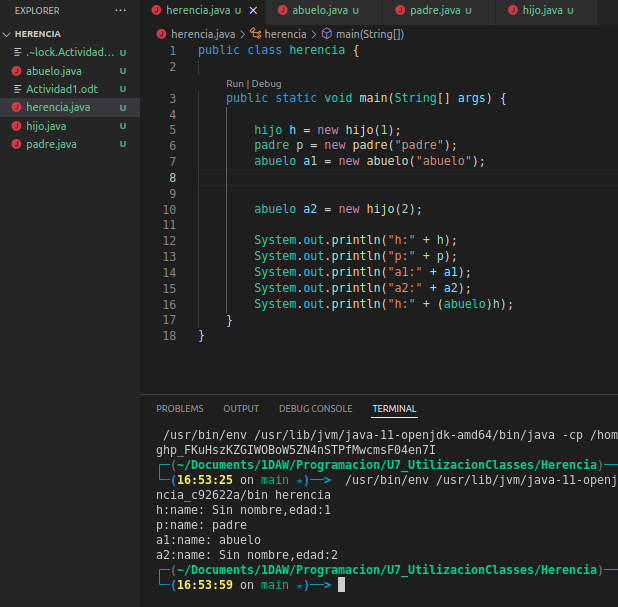 EXPLORER ...
HERENCIA
.~lock.Actividad... U
abuelo.java U
Actividad1.odt U
herencia.java U
hijo.java U
padre.java U
herencia.java U
abuelo.java U
padre.java U
hijo.java U
herencia.java > herencia > main(String[])
1 public class herencia {
2
Run | Debug
3 public static void main(String[] args) {
4
5 hijo h = new hijo(1);
6 padre p = new padre("padre");
7 abuelo a1 = new abuelo("abuelo");
8
9
10 abuelo a2 = new hijo(2);
11
12 System.out.println("h:" + h);
13 System.out.println("p:" + p);
14 System.out.println("a1:" + a1);
15 System.out.println("a2:" + a2);
16 System.out.println("h:" + (abuelo)h);
17 }
18 }
PROBLEMS OUTPUT DEBUG CONSOLE TERMINAL
/usr/bin/env /usr/lib/jvm/java-11-openjdk-amd64/bin/java -cp /hom
(~/Documents/1DAW/Programacion/U7_UtilizacionClasses/Herencia)
(16:53:25 on main ★)──> /usr/bin/env /usr/lib/jvm/java-11-openj
ncia_c92622a/bin herencia
h:name: Sin nombre,edad:1
p:name: padre
a1:name: abuelo
a2:name: Sin nombre,edad:2
(~/Documents/1DAW/Programacion/U7_UtilizacionClasses/Herencia)
(16:53:59 on main ★)──>